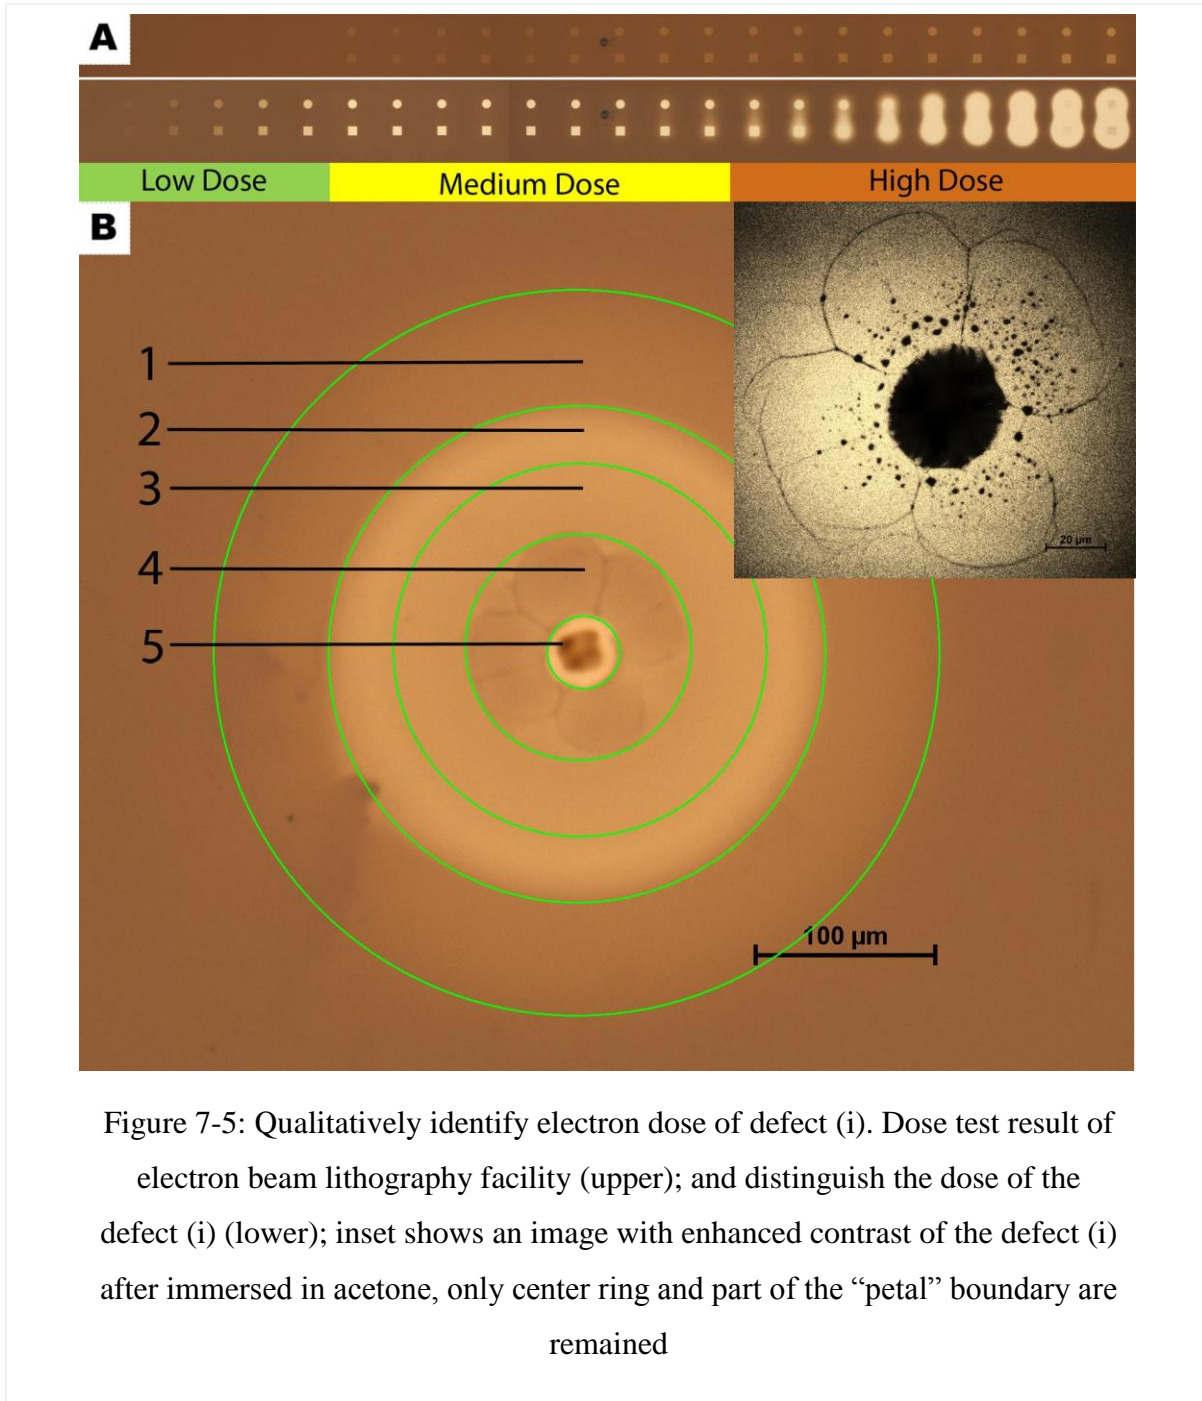 A
Low Dose
Medium Dose
High Dose
B
1
2
3
4
5
20 µm
100 µm
Figure 7-5: Qualitatively identify electron dose of defect (i). Dose test result of
electron beam lithography facility (upper); and distinguish the dose of the
defect (i) (lower); inset shows an image with enhanced contrast of the defect (i)
after immersed in acetone, only center ring and part of the “petal” boundary are
remained